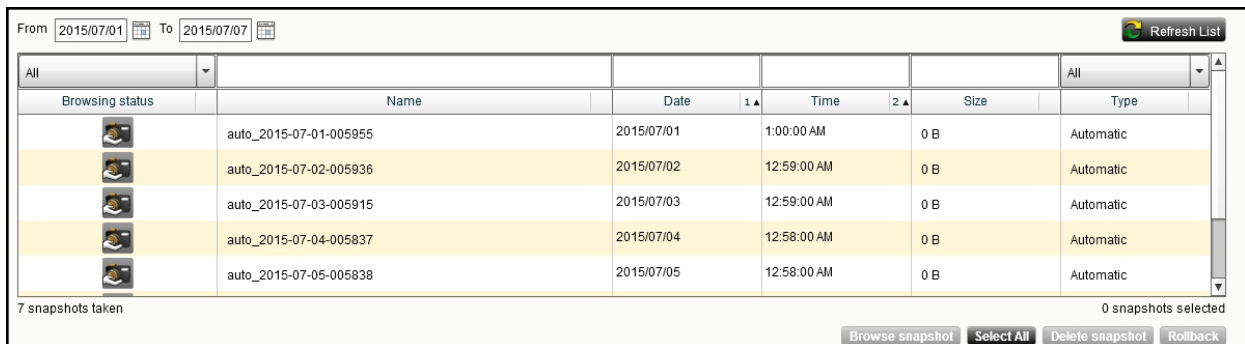 From 2015/07/01 To 2015/07/07 Refresh List
All All
Browsing status Name Date 1 Time 2 Size Type
auto_2015-07-01-005955 2015/07/01 1:00:00 AM 0 B Automatic
auto_2015-07-02-005936 2015/07/02 12:59:00 AM 0 B Automatic
auto_2015-07-03-005915 2015/07/03 12:59:00 AM 0 B Automatic
auto_2015-07-04-005837 2015/07/04 12:58:00 AM 0 B Automatic
auto_2015-07-05-005838 2015/07/05 12:58:00 AM 0 B Automatic
7 snapshots taken 0 snapshots selected
Browse snapshot Select All Delete snapshot Rollback